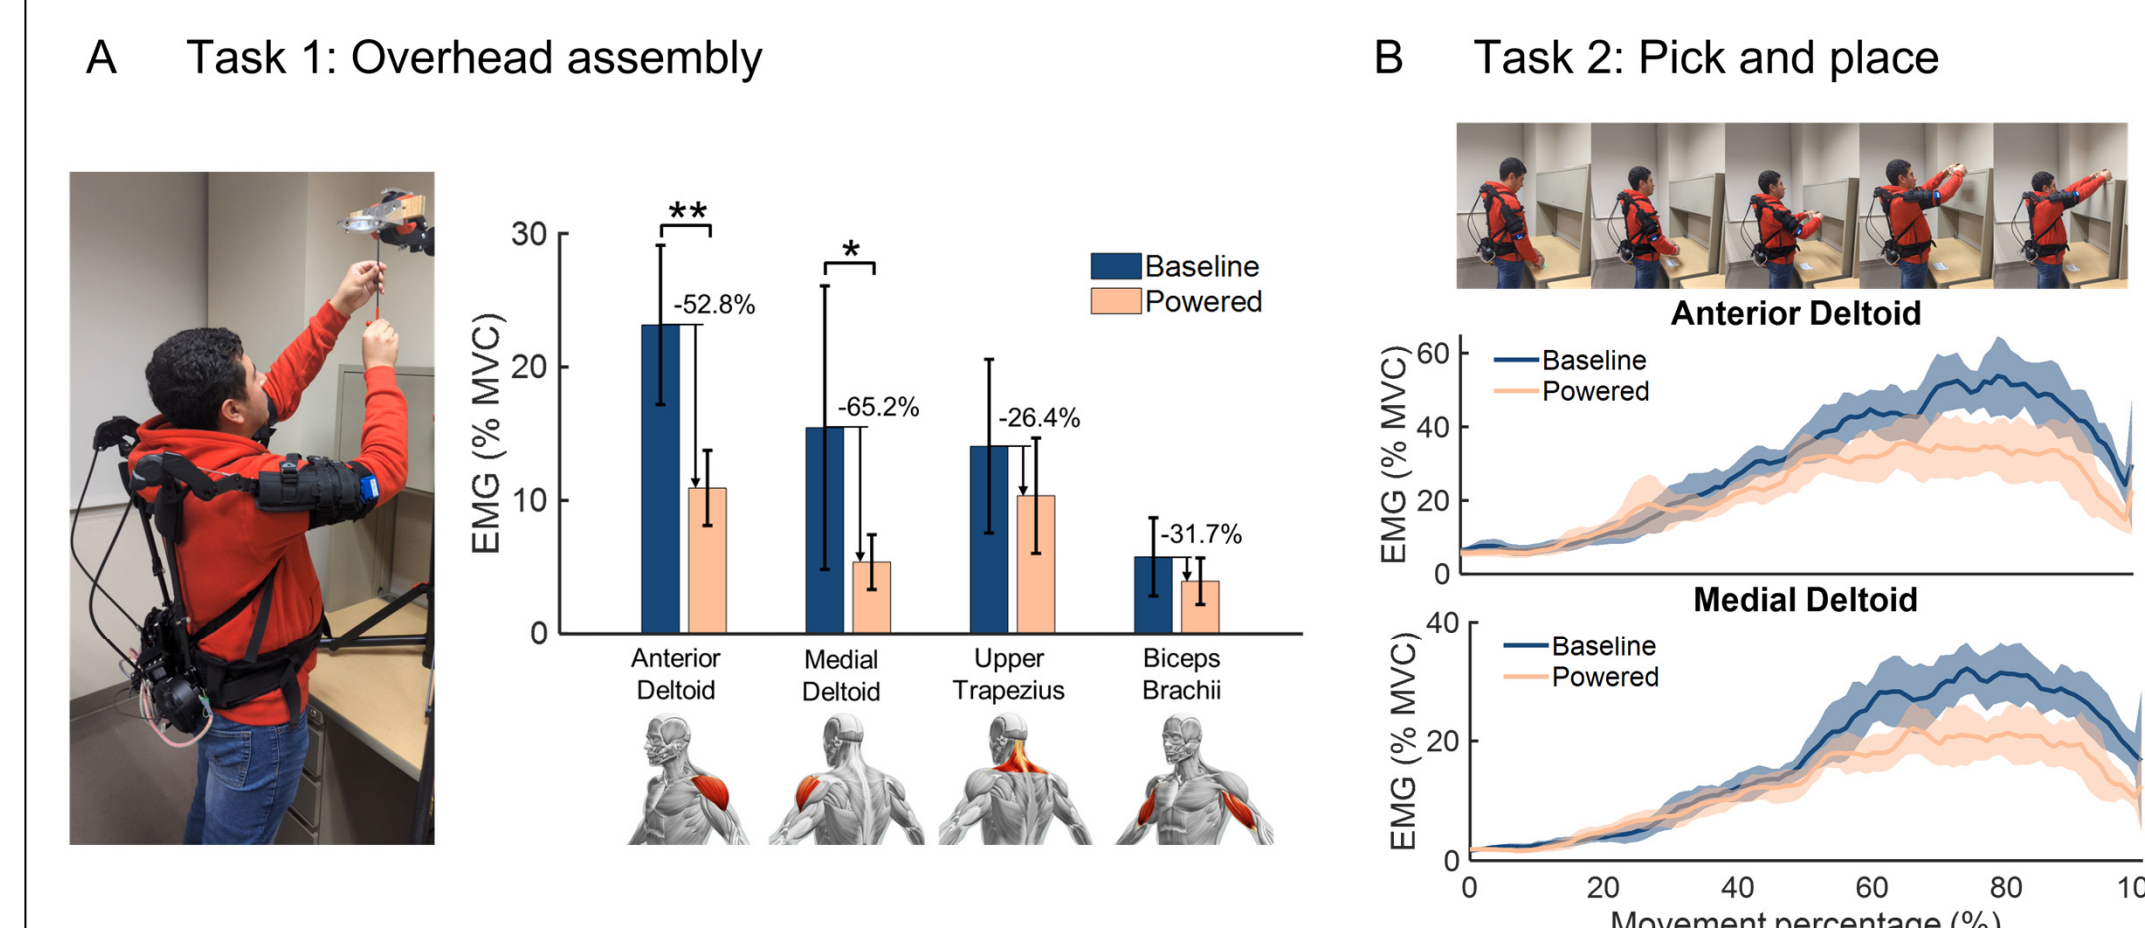 A Task 1: Overhead assembly
**
*
30
20
10
0
EMG (% MVC)
-52.8%
-65.2%
-26.4%
-31.7%
Baseline
Powered
Anterior
Deltoid
Medial
Deltoid
Upper
Trapezius
Biceps
Brachii
B Task 2: Pick and place
Anterior Deltoid
EMG (% MVC)
60
40
20
0
Baseline
Powered
Medial Deltoid
EMG (% MVC)
40
20
0
Baseline
Powered
0 20 40 60 80 10
Movement percentage (%)